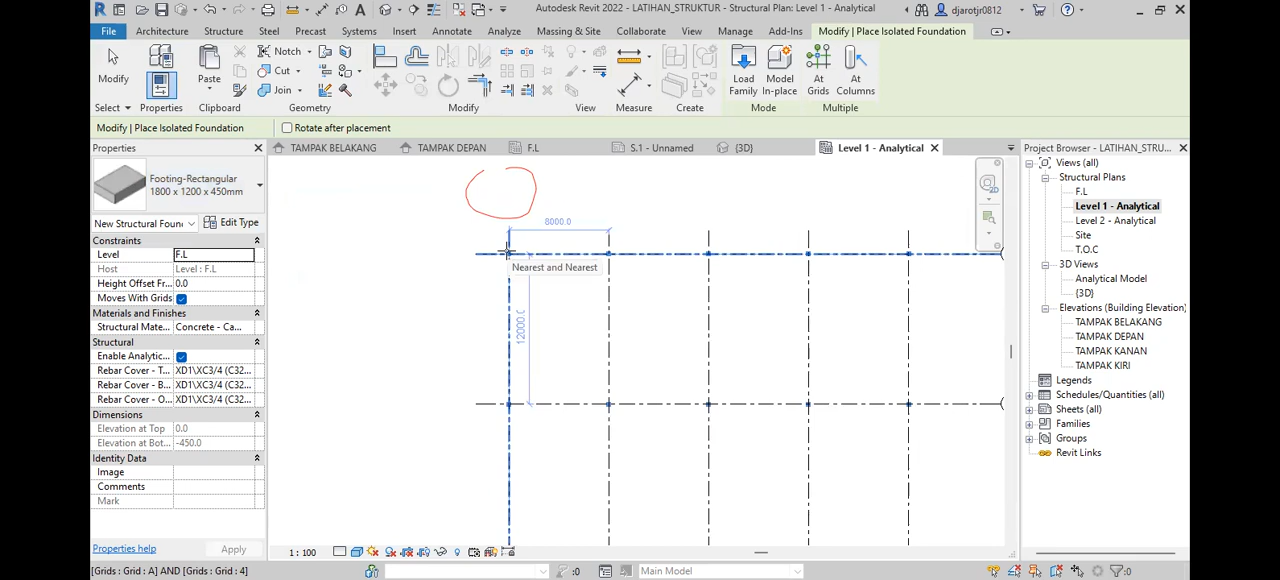 Autodesk Revit 2022 - LATIHAN_STRUKTUR - Structural Plan: Level 1 - Analytical
djarotjr0812
File Architecture Structure Steel Precast Systems Insert Annotate Analyze Massing & Site Collaborate View Manage Add-Ins Modify | Place Isolated Foundation
Modify
Paste
Notch
Cut
Join
Load Family
Model In-place
At Grids
At Columns
Select Properties Clipboard Geometry Modify View Measure Create Mode Multiple
Modify | Place Isolated Foundation Rotate after placement
Properties
TAMPAK BELAKANG TAMPAK DEPAN F.L S.1 - Unnamed {3D} Level 1 - Analytical
Footing-Rectangular
1800 x 1200 x 450mm
New Structural Foun Edit Type
Constraints
Level F.L
Host Level : F.L
Height Offset Fr... 0.0
Moves With Grids
Materials and Finishes
Structural Mate... Concrete - Ca...
Structural
Enable Analytic...
Rebar Cover - T... XD1\XC3/4 (C32...
Rebar Cover - B... XD1\XC3/4 (C32...
Rebar Cover - O... XD1\XC3/4 (C32...
Dimensions
Elevation at Top 0.0
Elevation at Bot... -450.0
Identity Data
Image
Comments
Mark
Properties help Apply
8000.0
Nearest and Nearest
12000.0
Project Browser - LATIHAN_STRU...
Views (all)
Structural Plans
F.L
Level 1 - Analytical
Level 2 - Analytical
Site
T.O.C
3D Views
Analytical Model
{3D}
Elevations (Building Elevation)
TAMPAK BELAKANG
TAMPAK DEPAN
TAMPAK KANAN
TAMPAK KIRI
Legends
Schedules/Quantities (all)
Sheets (all)
Families
Groups
Revit Links
1 : 100
[Grids : Grid : A] AND [Grids : Grid : 4]
:0
Main Model
:0